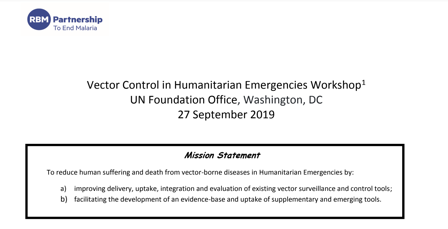 RBM Partnership
To End Malaria
Vector Control in Humanitarian Emergencies Workshop1
UN Foundation Office, Washington, DC
27 September 2019
Mission Statement
To reduce human suffering and death from vector-borne diseases in Humanitarian Emergencies by:
a) improving delivery, uptake, integration and evaluation of existing vector surveillance and control tools;
b) facilitating the development of an evidence-base and uptake of supplementary and emerging tools.